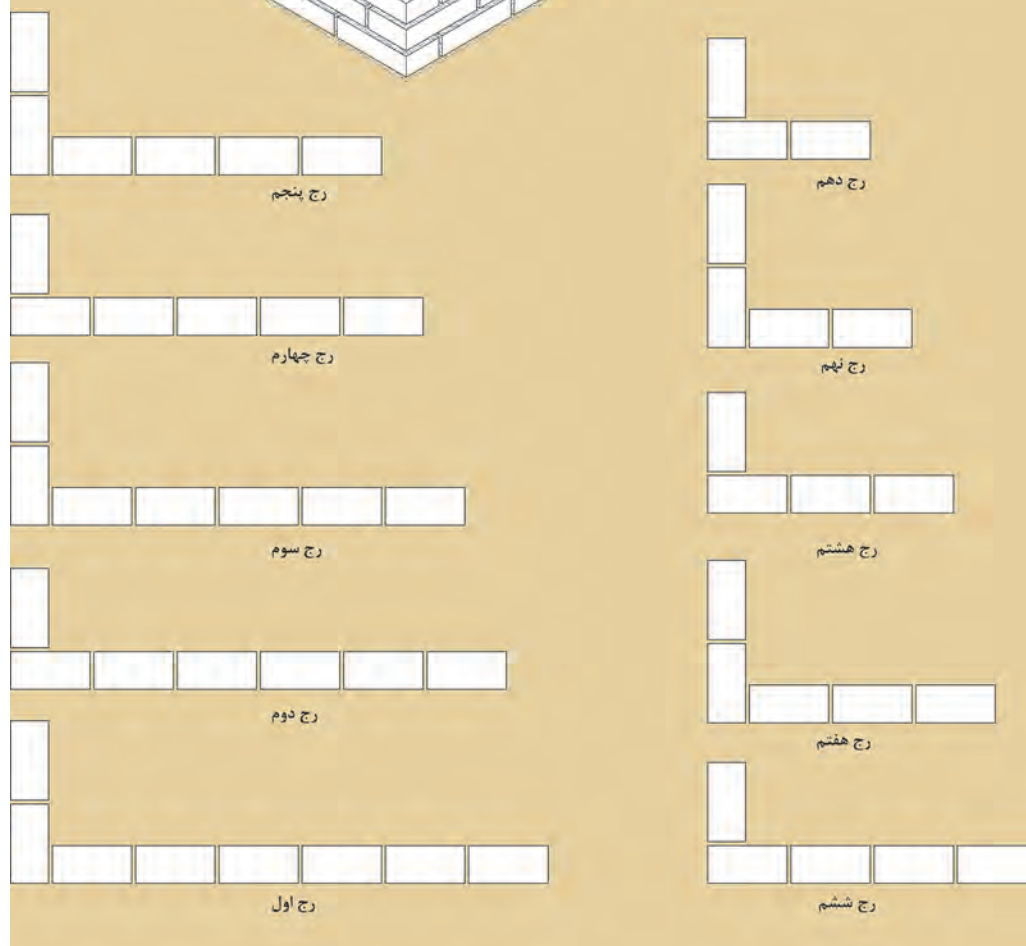 رج دهم
رج پنجم
رج نهم
رج چهارم
رج هشتم
رج سوم
رج هفتم
رج دوم
رج ششم
رج اول